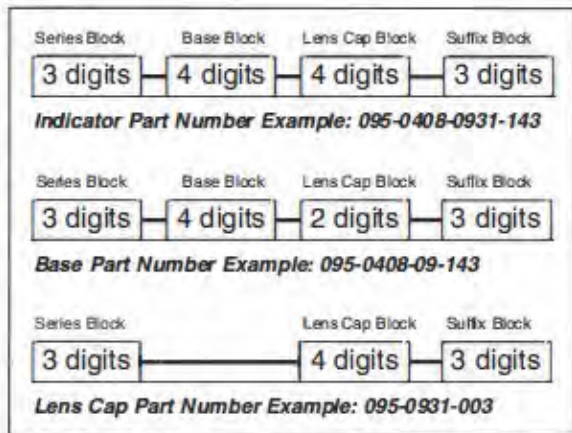 Series Block Base Block Lens Cap Block Suffix Block
3 digits 4 digits 4 digits 3 digits
Indicator Part Number Example: 095-0408-0931-143
Series Block Base Block Lens Cap Block Suffix Block
3 digits 4 digits 2 digits 3 digits
Base Part Number Example: 095-0408-09-143
Series Block Lens Cap Block Suffix Block
3 digits 4 digits 3 digits
Lens Cap Part Number Example: 095-0931-003